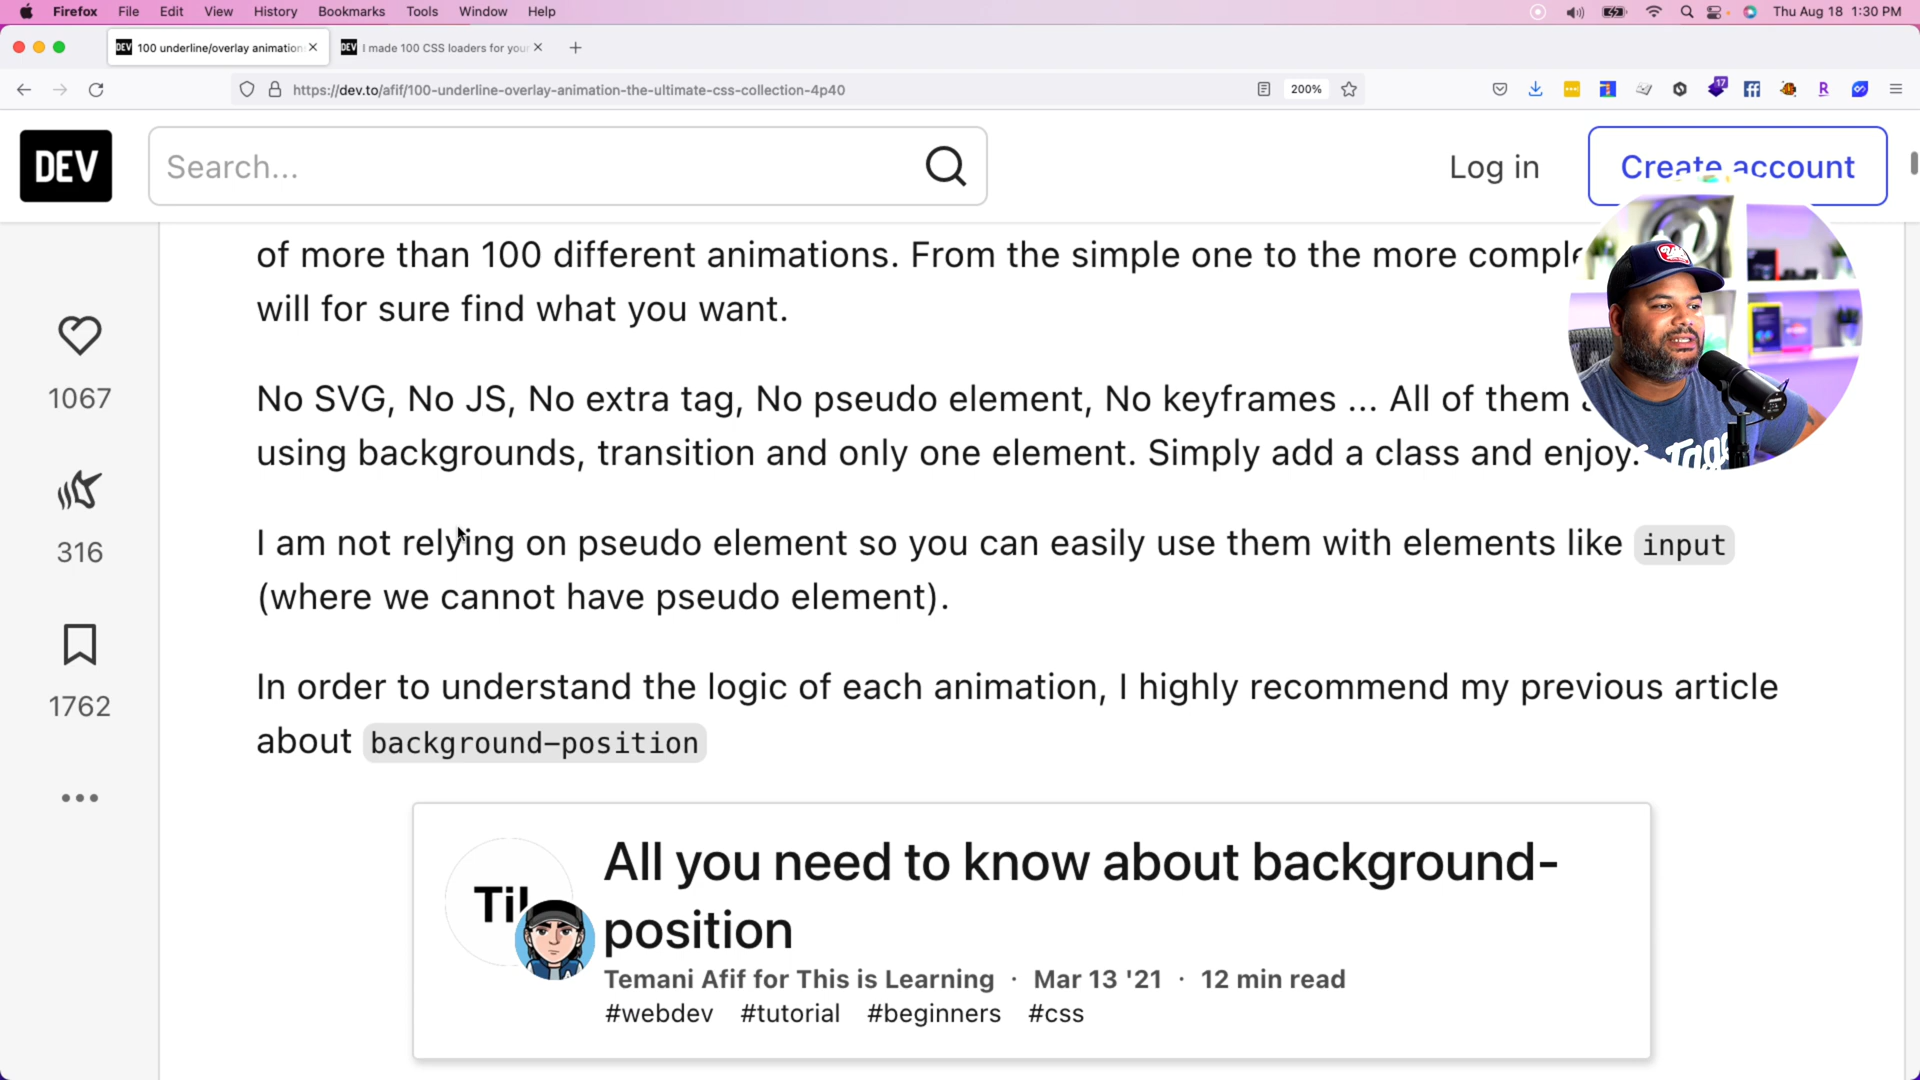 Firefox File Edit View History Bookmarks Tools Window Help
Thu Aug 18 1:30 PM
DEV 100 underline/overlay animation
DEV I made 100 CSS loaders for your
https://dev.to/afif/100-underline-overlay-animation-the-ultimate-css-collection-4p40
200%
17
DEV
Search...
Log in
Create account
of more than 100 different animations. From the simple one to the more comple
will for sure find what you want.
No SVG, No JS, No extra tag, No pseudo element, No keyframes ... All of them
using backgrounds, transition and only one element. Simply add a class and enjoy.
I am not relying on pseudo element so you can easily use them with elements like input
(where we cannot have pseudo element).
In order to understand the logic of each animation, I highly recommend my previous article
about background-position
1067
316
1762
All you need to know about background-
position
Temani Afif for This is Learning · Mar 13 '21 · 12 min read
#webdev #tutorial #beginners #css